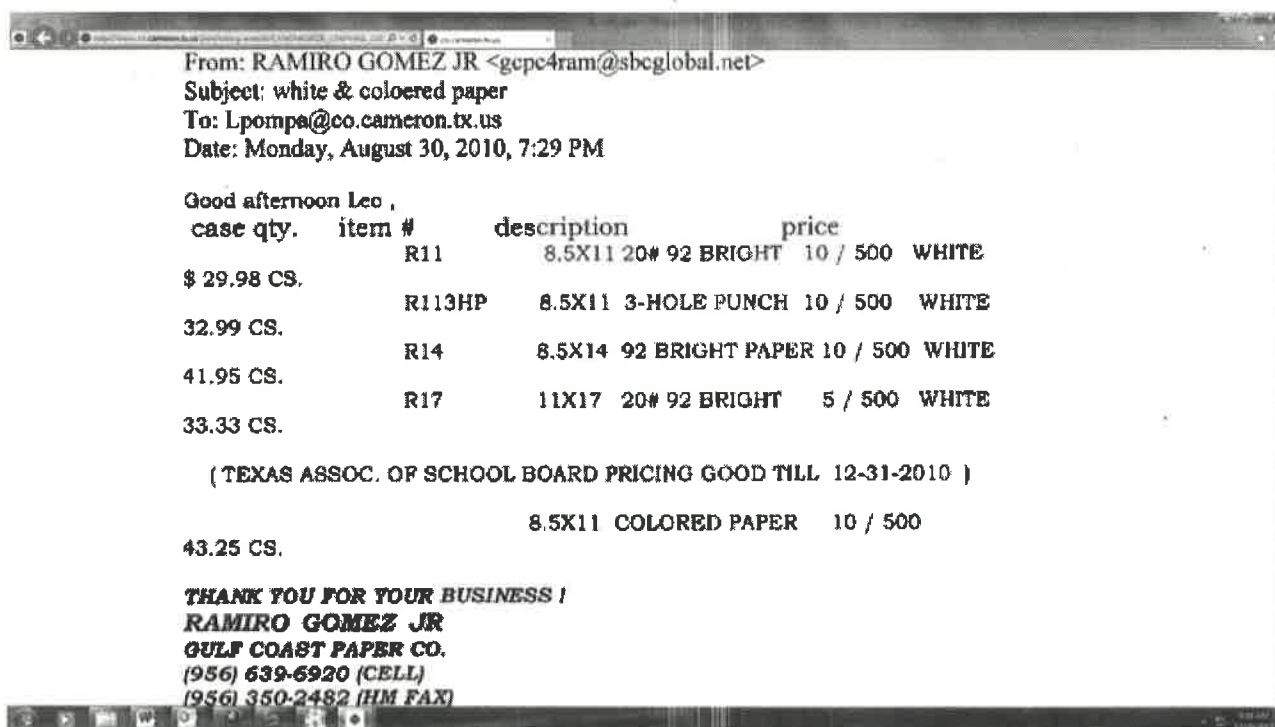 From: RAMIRO GOMEZ JR <gcpc4ram@sbcglobal.net>
Subject: white & coloered paper
To: Lpompa@co.cameron.tx.us
Date: Monday, August 30, 2010, 7:29 PM
Good afternoon Leo ,
case qty. item # description price
R11 8.5X11 20# 92 BRIGHT 10 / 500 WHITE
$ 29.98 CS.
R113HP 8.5X11 3-HOLE PUNCH 10 / 500 WHITE
32.99 CS.
R14 8.5X14 92 BRIGHT PAPER 10 / 500 WHITE
41.95 CS.
R17 11X17 20# 92 BRIGHT 5 / 500 WHITE
33.33 CS.
( TEXAS ASSOC. OF SCHOOL BOARD PRICING GOOD TILL 12-31-2010 )
8.5X11 COLORED PAPER 10 / 500
43.25 CS.
THANK YOU FOR YOUR BUSINESS !
RAMIRO GOMEZ JR
GULF COAST PAPER CO.
(956) 639-6920 (CELL)
(956) 350-2482 (HM FAX)